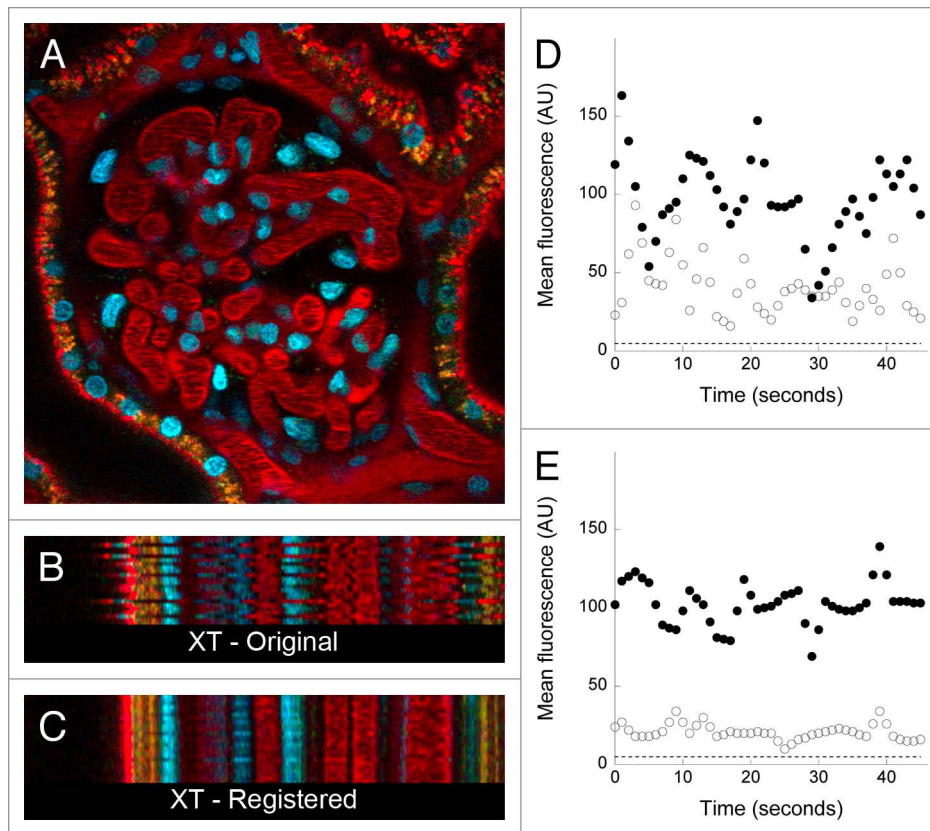 A
B
XT - Original
C
XT - Registered
D
Mean fluorescence (AU)
150
100
50
0
0 10 20 30 40
Time (seconds)
E
Mean fluorescence (AU)
150
100
50
0
0 10 20 30 40
Time (seconds)